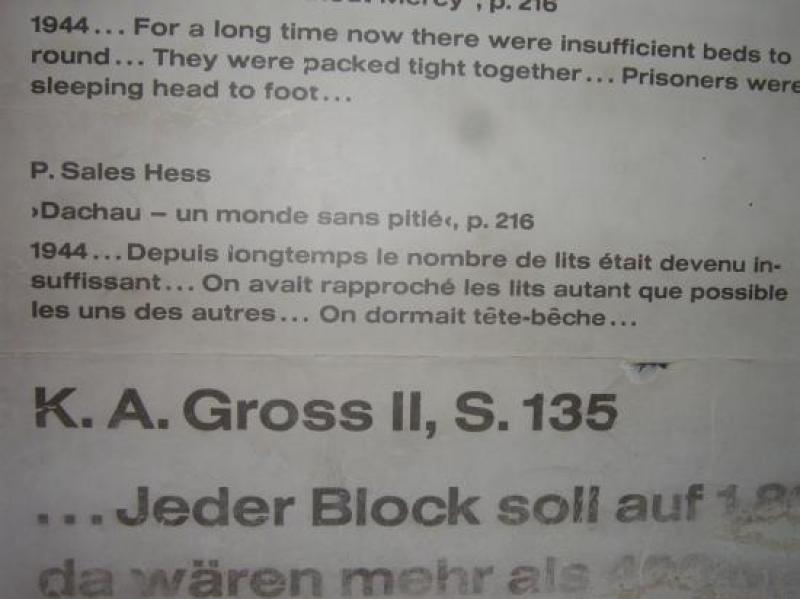 Mercy", p. 216
1944... For a long time now there were insufficient beds to
round... They were packed tight together... Prisoners were
sleeping head to foot...
P. Sales Hess
›Dachau – un monde sans pitié‹, p. 216
1944... Depuis longtemps le nombre de lits était devenu in-
suffissant... On avait rapproché les lits autant que possible
les uns des autres... On dormait tête-bêche...
K. A. Gross II, S. 135
...Jeder Block soll auf
da wären mehr als